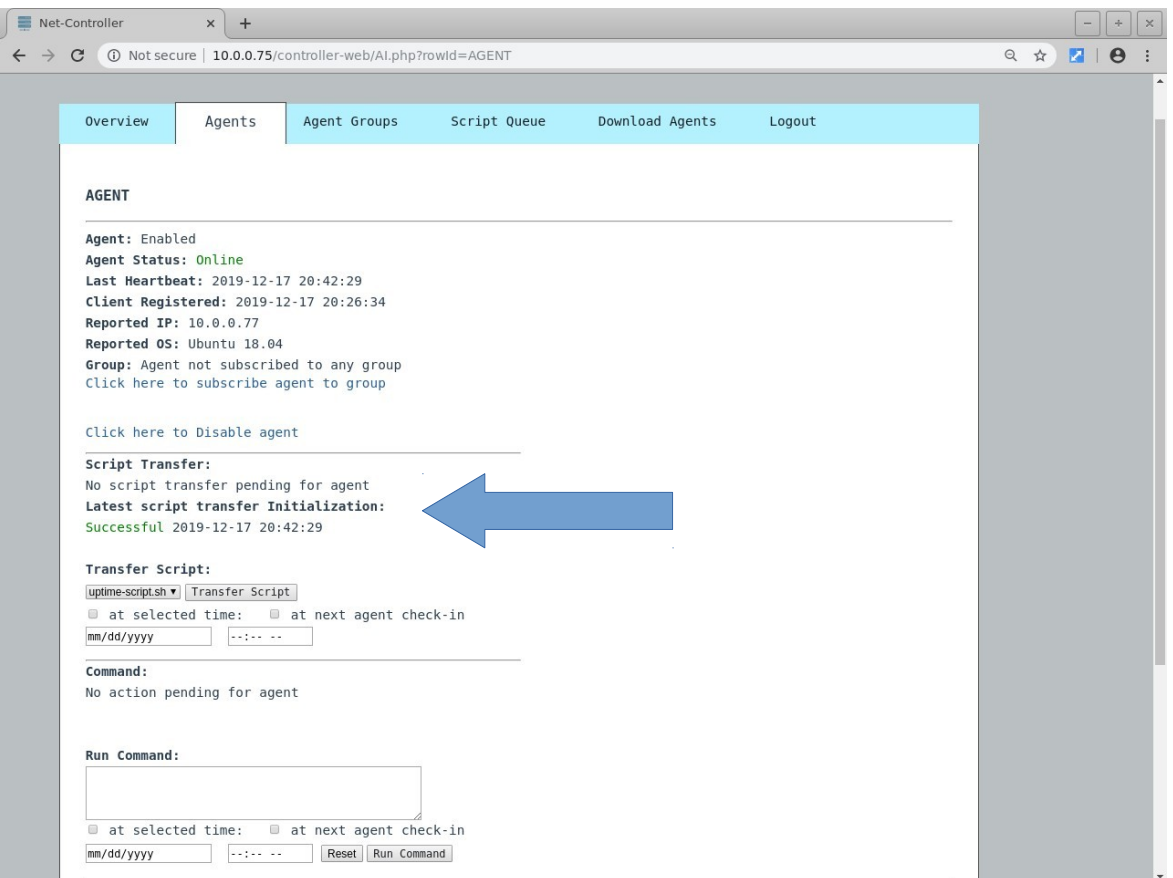 Net-Controller
Not secure | 10.0.0.75/controller-web/AI.php?rowId=AGENT
Overview Agents Agent Groups Script Queue Download Agents Logout
AGENT
Agent: Enabled
Agent Status: Online
Last Heartbeat: 2019-12-17 20:42:29
Client Registered: 2019-12-17 20:26:34
Reported IP: 10.0.0.77
Reported OS: Ubuntu 18.04
Group: Agent not subscribed to any group
Click here to subscribe agent to group
Click here to Disable agent
Script Transfer:
No script transfer pending for agent
Latest script transfer Initialization:
Successful 2019-12-17 20:42:29
Transfer Script:
uptime-script.sh Transfer Script
at selected time: at next agent check-in
mm/dd/yyyy --:-- --
Command:
No action pending for agent
Run Command:
at selected time: at next agent check-in
mm/dd/yyyy --:-- -- Reset Run Command